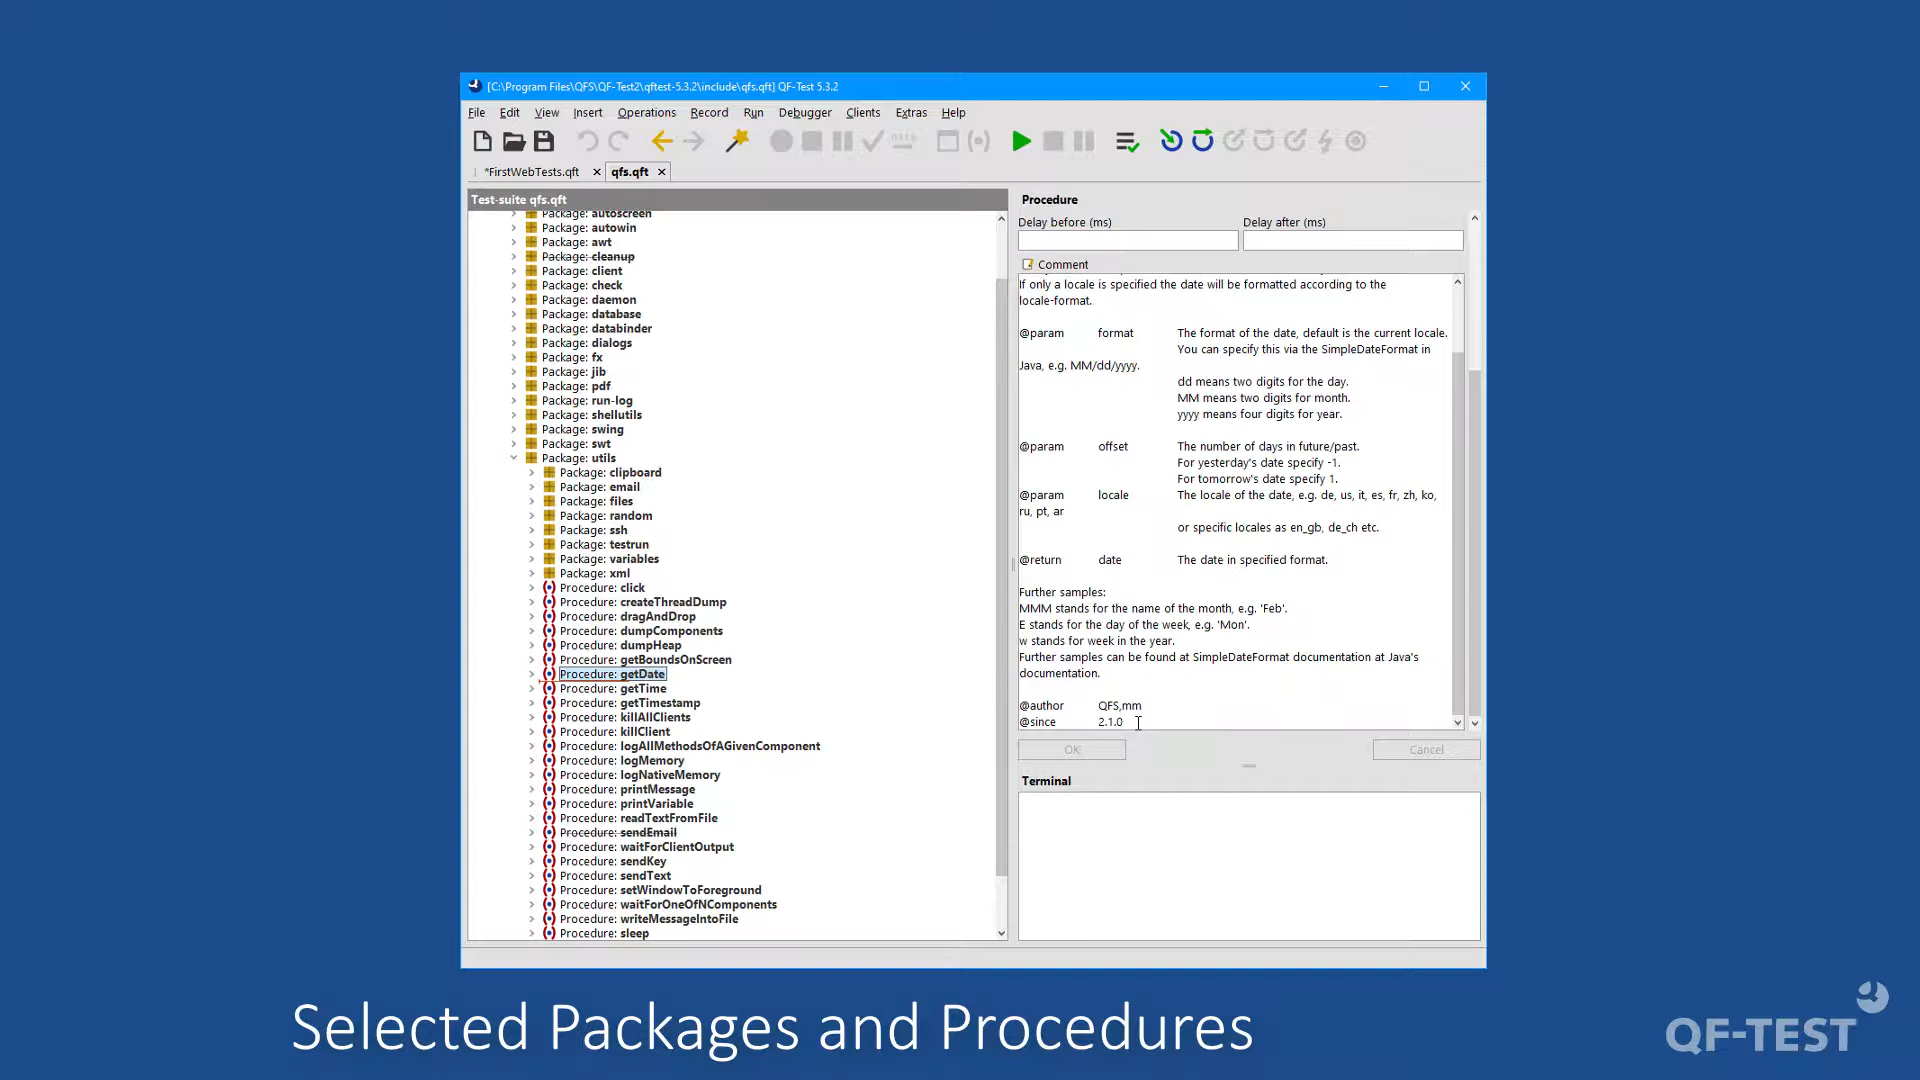 [C:\Program Files\QFS\QF-Test2\qftest-5.3.2\include\qfs.qft] QF-Test 5.3.2
File Edit View Insert Operations Record Run Debugger Clients Extras Help
*FirstWebTests.qft qfs.qft
Test-suite qfs.qft
Package: autoscreen
Package: autowin
Package: awt
Package: cleanup
Package: client
Package: check
Package: daemon
Package: database
Package: databinder
Package: dialogs
Package: fx
Package: jib
Package: pdf
Package: run-log
Package: shellutils
Package: swing
Package: swt
Package: utils
Package: clipboard
Package: email
Package: files
Package: random
Package: ssh
Package: testrun
Package: variables
Package: xml
Procedure: click
Procedure: createThreadDump
Procedure: dragAndDrop
Procedure: dumpComponents
Procedure: dumpHeap
Procedure: getBoundsOnScreen
Procedure: getDate
Procedure: getTime
Procedure: getTimestamp
Procedure: killAllClients
Procedure: killClient
Procedure: logAllMethodsOfAGivenComponent
Procedure: logMemory
Procedure: logNativeMemory
Procedure: printMessage
Procedure: printVariable
Procedure: readTextFromFile
Procedure: sendEmail
Procedure: waitForClientOutput
Procedure: sendKey
Procedure: sendText
Procedure: setWindowToForeground
Procedure: waitForOneOfNComponents
Procedure: writeMessageIntoFile
Procedure: sleep
Procedure
Delay before (ms) Delay after (ms)
Comment
If only a locale is specified the date will be formatted according to the
locale-format.
@param format The format of the date, default is the current locale.
You can specify this via the SimpleDateFormat in
Java, e.g. MM/dd/yyyy.
dd means two digits for the day.
MM means two digits for month.
yyyy means four digits for year.
@param offset The number of days in future/past.
For yesterday's date specify -1.
For tomorrow's date specify 1.
@param locale The locale of the date, e.g. de, us, it, es, fr, zh, ko,
ru, pt, ar
or specific locales as en_gb, de_ch etc.
@return date The date in specified format.
Further samples:
MMM stands for the name of the month, e.g. 'Feb'.
E stands for the day of the week, e.g. 'Mon'.
w stands for week in the year.
Further samples can be found at SimpleDateFormat documentation at Java's
documentation.
@author QFS,mm
@since 2.1.0
OK Cancel
Terminal
Selected Packages and Procedures
QF-TEST